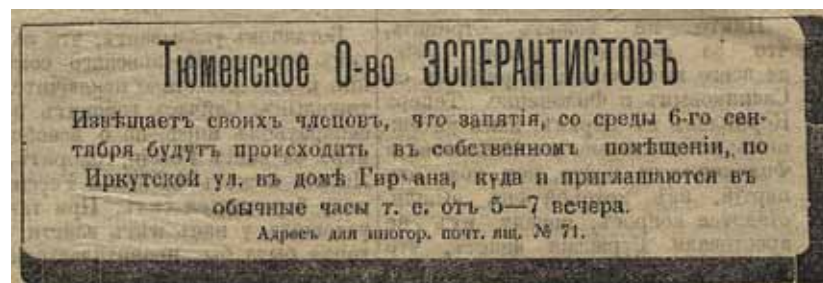 Тюменское О-во ЭСПЕРАНТИСТОВЪ
Извѣщаетъ своихъ членовъ, что занятія, со среды 6-го сен-
тября будутъ происходить въ собственномъ помѣщеніи, по
Иркутской ул. въ домѣ куда и приглашаются въ
обычные часы т. е. отъ 5—7 вечера.
Адресъ для иногор. почт. ящ. № 71.